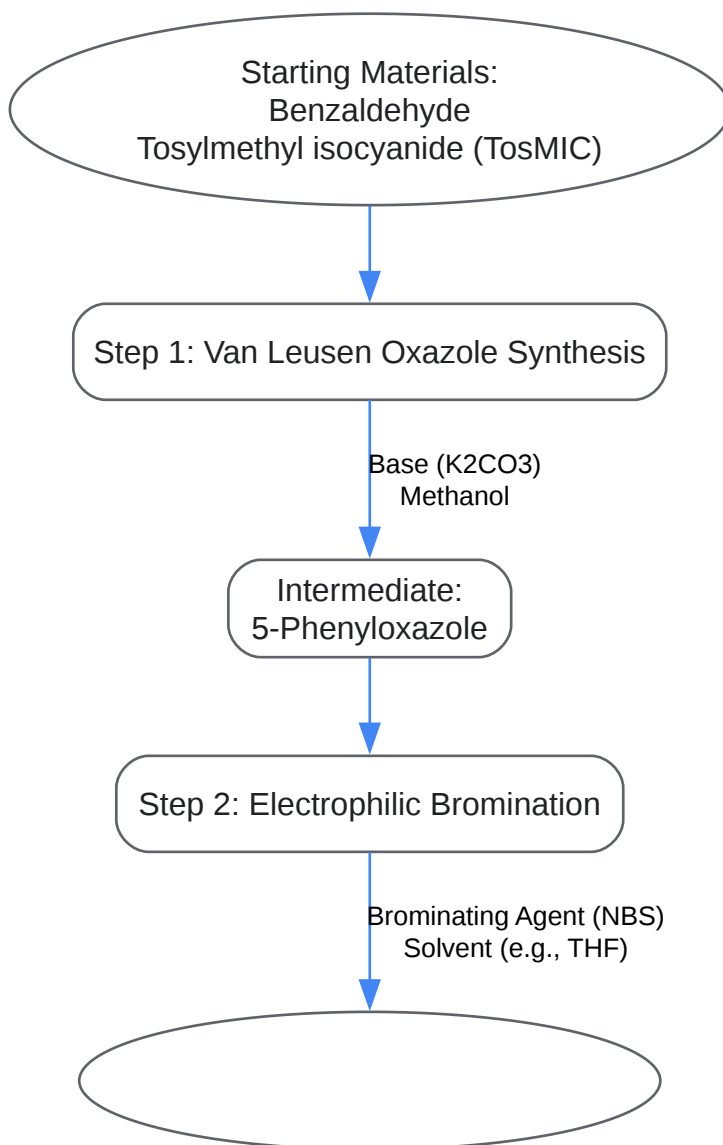 Starting Materials:
Benzaldehyde
Tosylmethyl isocyanide (TosMIC)
Step 1: Van Leusen Oxazole Synthesis
Base (K2CO3)
Methanol
Intermediate:
5-Phenyloxazole
Step 2: Electrophilic Bromination
Brominating Agent (NBS)
Solvent (e.g., THF)